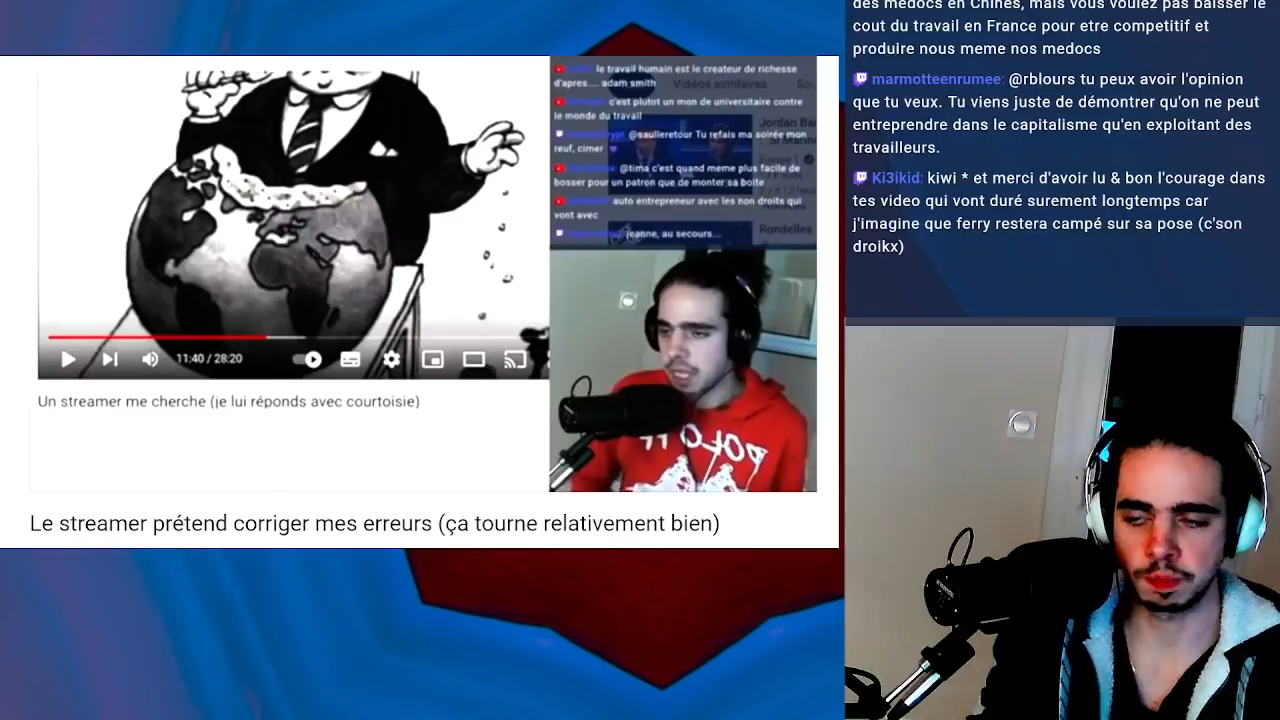 le travail humain est le createur de richesse
d'apres.... adam smith
c'est plutot un mon de universitaire contre
le monde du travail
@saulleretour Tu refais ma soirée mon
reuf, cimer
@tima c'est quand meme plus facile de
bosser pour un patron que de monter sa boite
auto entrepreneur avec les non droits qui
vont avec
jeanne, au secours...
Vidéos similaires
Jordan Bar
Rondelles
11:40 / 28:20
Un streamer me cherche (je lui réponds avec courtoisie)
POLO
Le streamer prétend corriger mes erreurs (ça tourne relativement bien)
des medocs en Chines, mais vous voulez pas baisser le
cout du travail en France pour etre competitif et
produire nous meme nos medocs
marmotteenrumee: @rblours tu peux avoir l'opinion
que tu veux. Tu viens juste de démontrer qu'on ne peut
entreprendre dans le capitalisme qu'en exploitant des
travailleurs.
Ki3ikid: kiwi * et merci d'avoir lu & bon l'courage dans
tes video qui vont duré surement longtemps car
j'imagine que ferry restera campé sur sa pose (c'son
droikx)